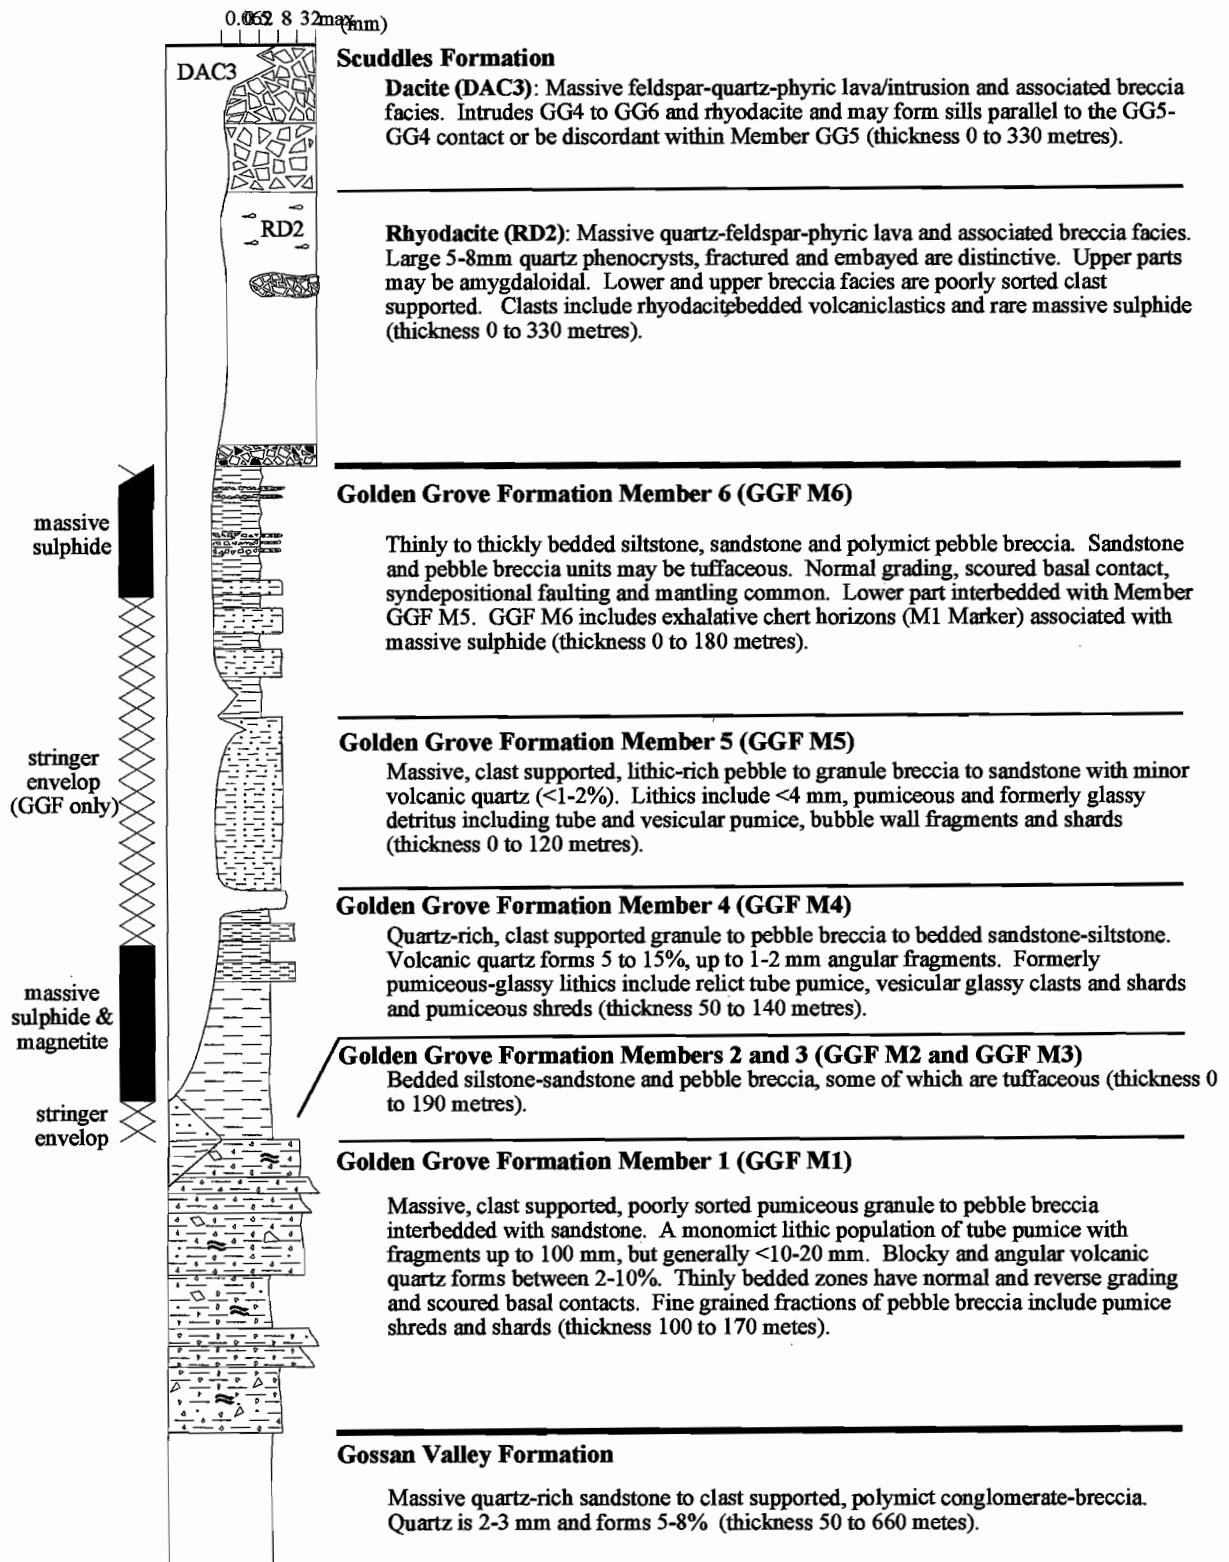 0.062 2 8 32 max (mm)
DAC3
Scuddles Formation
Dacite (DAC3): Massive feldspar-quartz-phyric lava/intrusion and associated breccia
facies. Intrudes GG4 to GG6 and rhyodacite and may form sills parallel to the GG5-
GG4 contact or be discordant within Member GG5 (thickness 0 to 330 metres).
RD2
Rhyodacite (RD2): Massive quartz-feldspar-phyric lava and associated breccia facies.
Large 5-8mm quartz phenocrysts, fractured and embayed are distinctive. Upper parts
may be amygdaloidal. Lower and upper breccia facies are poorly sorted clast
supported. Clasts include rhyodacite, bedded volcaniclastics and rare massive sulphide
(thickness 0 to 330 metres).
massive
sulphide
Golden Grove Formation Member 6 (GGF M6)
Thinly to thickly bedded siltstone, sandstone and polymict pebble breccia. Sandstone
and pebble breccia units may be tuffaceous. Normal grading, scoured basal contact,
syndepositional faulting and mantling common. Lower part interbedded with Member
GGF M5. GGF M6 includes exhalative chert horizons (M1 Marker) associated with
massive sulphide (thickness 0 to 180 metres).
stringer
envelop
(GGF only)
Golden Grove Formation Member 5 (GGF M5)
Massive, clast supported, lithic-rich pebble to granule breccia to sandstone with minor
volcanic quartz (<1-2%). Lithics include <4 mm, pumiceous and formerly glassy
detritus including tube and vesicular pumice, bubble wall fragments and shards
(thickness 0 to 120 metres).
Golden Grove Formation Member 4 (GGF M4)
Quartz-rich, clast supported granule to pebble breccia to bedded sandstone-siltstone.
Volcanic quartz forms 5 to 15%, up to 1-2 mm angular fragments. Formerly
pumiceous-glassy lithics include relict tube pumice, vesicular glassy clasts and shards
and pumiceous shreds (thickness 50 to 140 metres).
massive
sulphide &
magnetite
Golden Grove Formation Members 2 and 3 (GGF M2 and GGF M3)
Bedded silstone-sandstone and pebble breccia, some of which are tuffaceous (thickness 0
to 190 metres).
stringer
envelop
Golden Grove Formation Member 1 (GGF M1)
Massive, clast supported, poorly sorted pumiceous granule to pebble breccia
interbedded with sandstone. A monomict lithic population of tube pumice with
fragments up to 100 mm, but generally <10-20 mm. Blocky and angular volcanic
quartz forms between 2-10%. Thinly bedded zones have normal and reverse grading
and scoured basal contacts. Fine grained fractions of pebble breccia include pumice
shreds and shards (thickness 100 to 170 metes).
Gossan Valley Formation
Massive quartz-rich sandstone to clast supported, polymict conglomerate-breccia.
Quartz is 2-3 mm and forms 5-8% (thickness 50 to 660 metes).